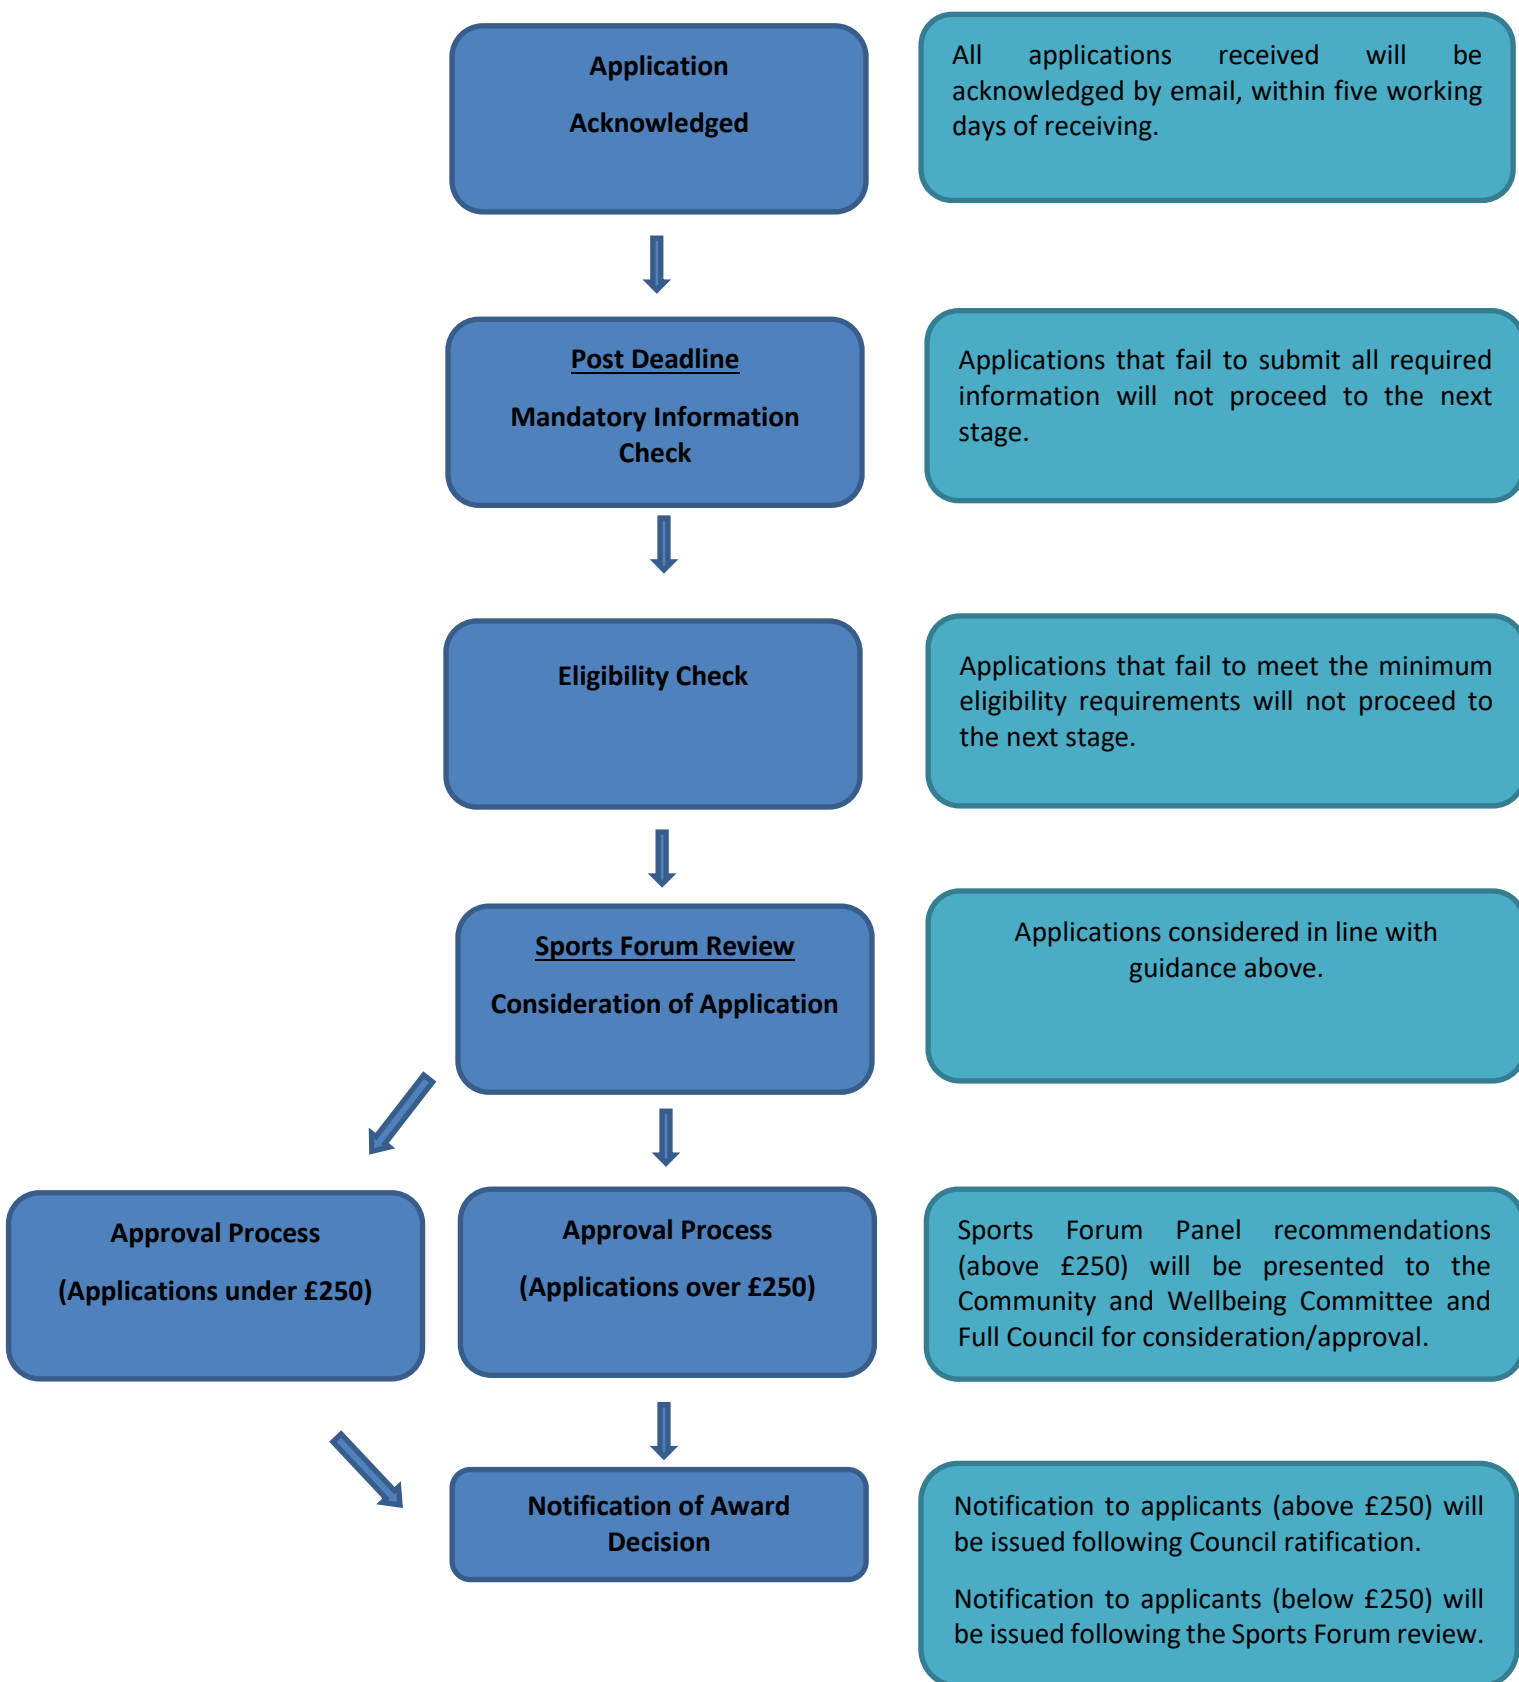 Application
Acknowledged
All applications received will be
acknowledged by email, within five working
days of receiving.
Post Deadline
Mandatory Information
Check
Applications that fail to submit all required
information will not proceed to the next
stage.
Eligibility Check
Applications that fail to meet the minimum
eligibility requirements will not proceed to
the next stage.
Sports Forum Review
Consideration of Application
Applications considered in line with
guidance above.
Approval Process
(Applications under £250)
Approval Process
(Applications over £250)
Sports Forum Panel recommendations
(above £250) will be presented to the
Community and Wellbeing Committee and
Full Council for consideration/approval.
Notification of Award
Decision
Notification to applicants (above £250) will
be issued following Council ratification.
Notification to applicants (below £250) will
be issued following the Sports Forum review.